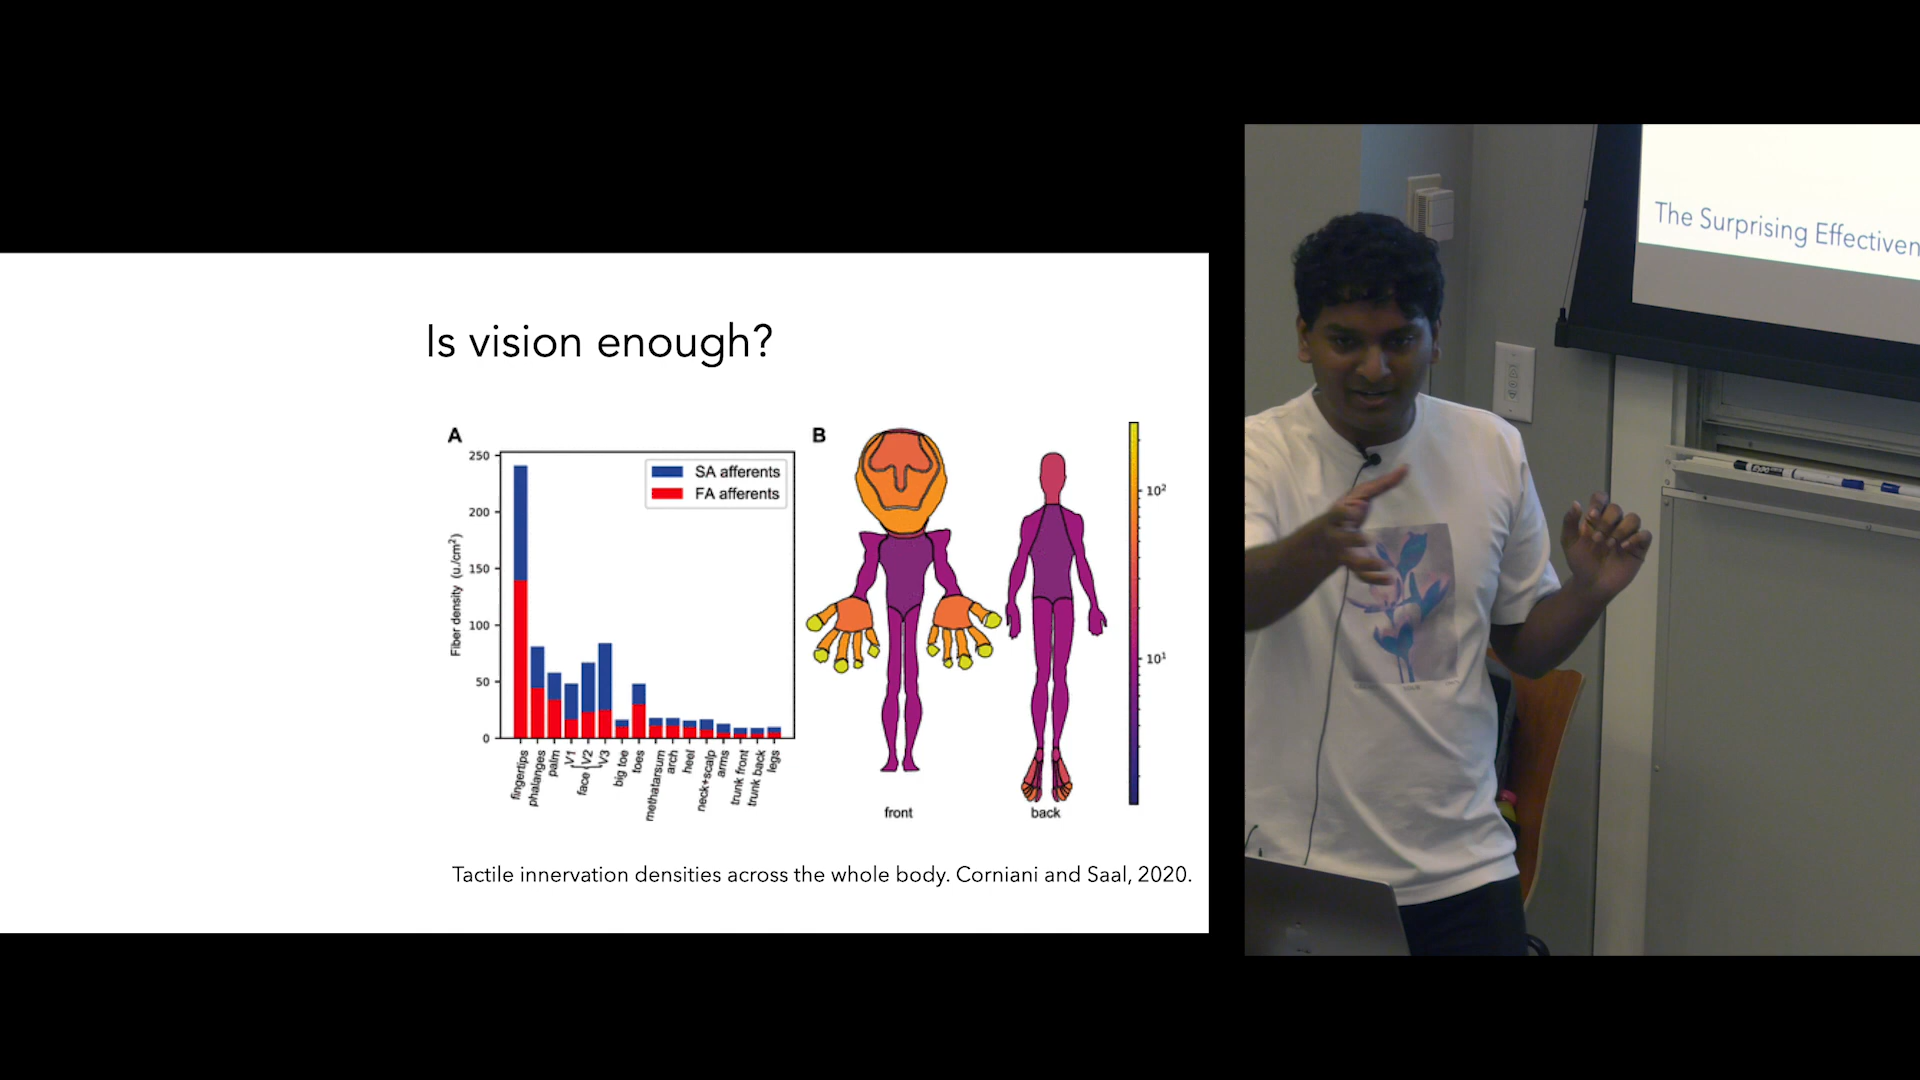 Is vision enough?
A
250
200
150
100
50
0
Fiber density (u./cm²)
SA afferents
FA afferents
fingertips
phalanges
palm
V1
face { V2
V3
big toe
toes
methatarsum
arch
heel
neck+scalp
arms
trunk front
trunk back
legs
B
front
back
10²
10¹
Tactile innervation densities across the whole body. Corniani and Saal, 2020.
The Surprising Effectiven
EXPO